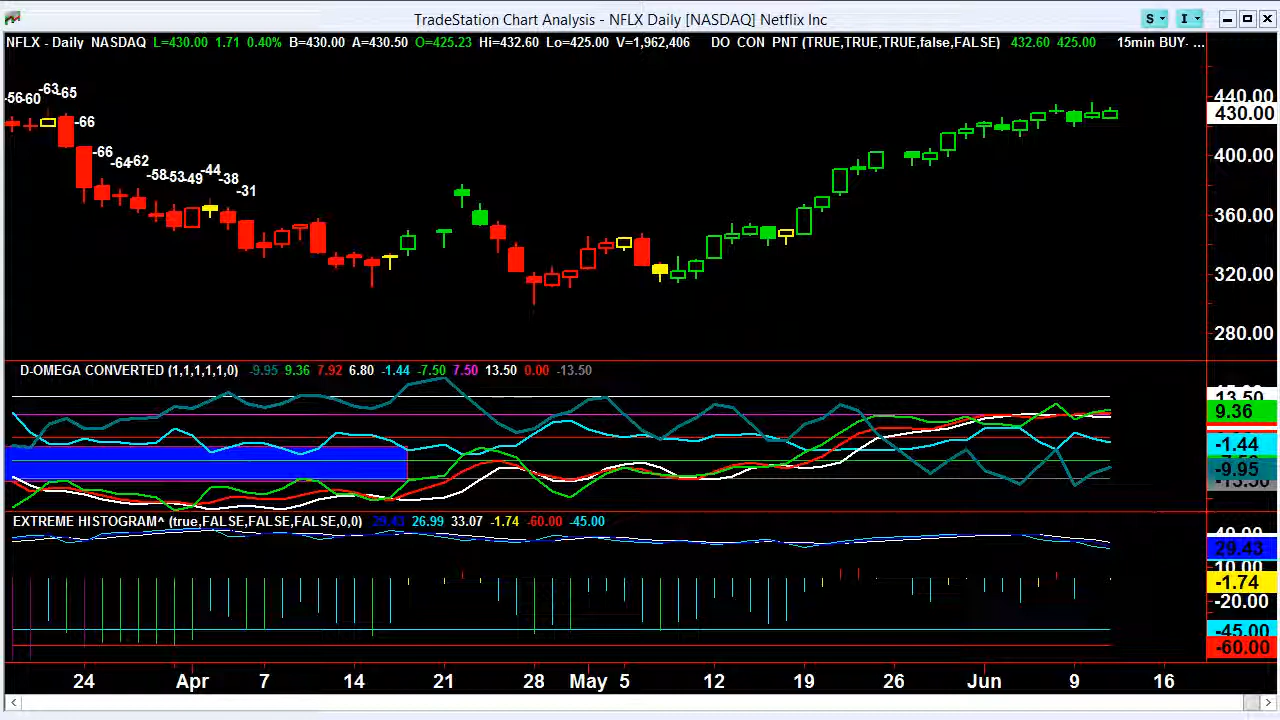 TradeStation Chart Analysis - NFLX Daily [NASDAQ] Netflix Inc
S
I
NFLX - Daily NASDAQ L=430.00 1.71 0.40% B=430.00 A=430.50 O=425.23 Hi=432.60 Lo=425.00 V=1,962,406 DO CON PNT (TRUE,TRUE,TRUE,false,FALSE) 432.60 425.00 15min BUY- ...
-56 -60 -63 -65
-66
-66
-64 -62
-58 -53 -49 -44 -38
-31
440.00
430.00
400.00
360.00
320.00
280.00
D-OMEGA CONVERTED (1,1,1,1,1,0) -9.95 9.36 7.92 6.80 -1.44 -7.50 7.50 13.50 0.00 -13.50
13.50
9.36
-1.44
-9.95
-13.50
EXTREME HISTOGRAM^ (true,FALSE,FALSE,FALSE,0,0) 29.43 26.99 33.07 -1.74 -60.00 -45.00
40.00
29.43
10.00
-1.74
-20.00
-45.00
-60.00
24 Apr 7 14 21 28 May 5 12 19 26 Jun 9 16